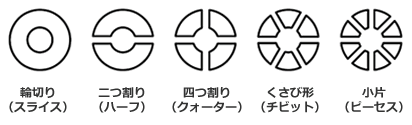 輪切り
（スライス）
二つ割り
（ハーフ）
四つ割り
（クォーター）
くさび形
（チビット）
小片
（ピーセス）